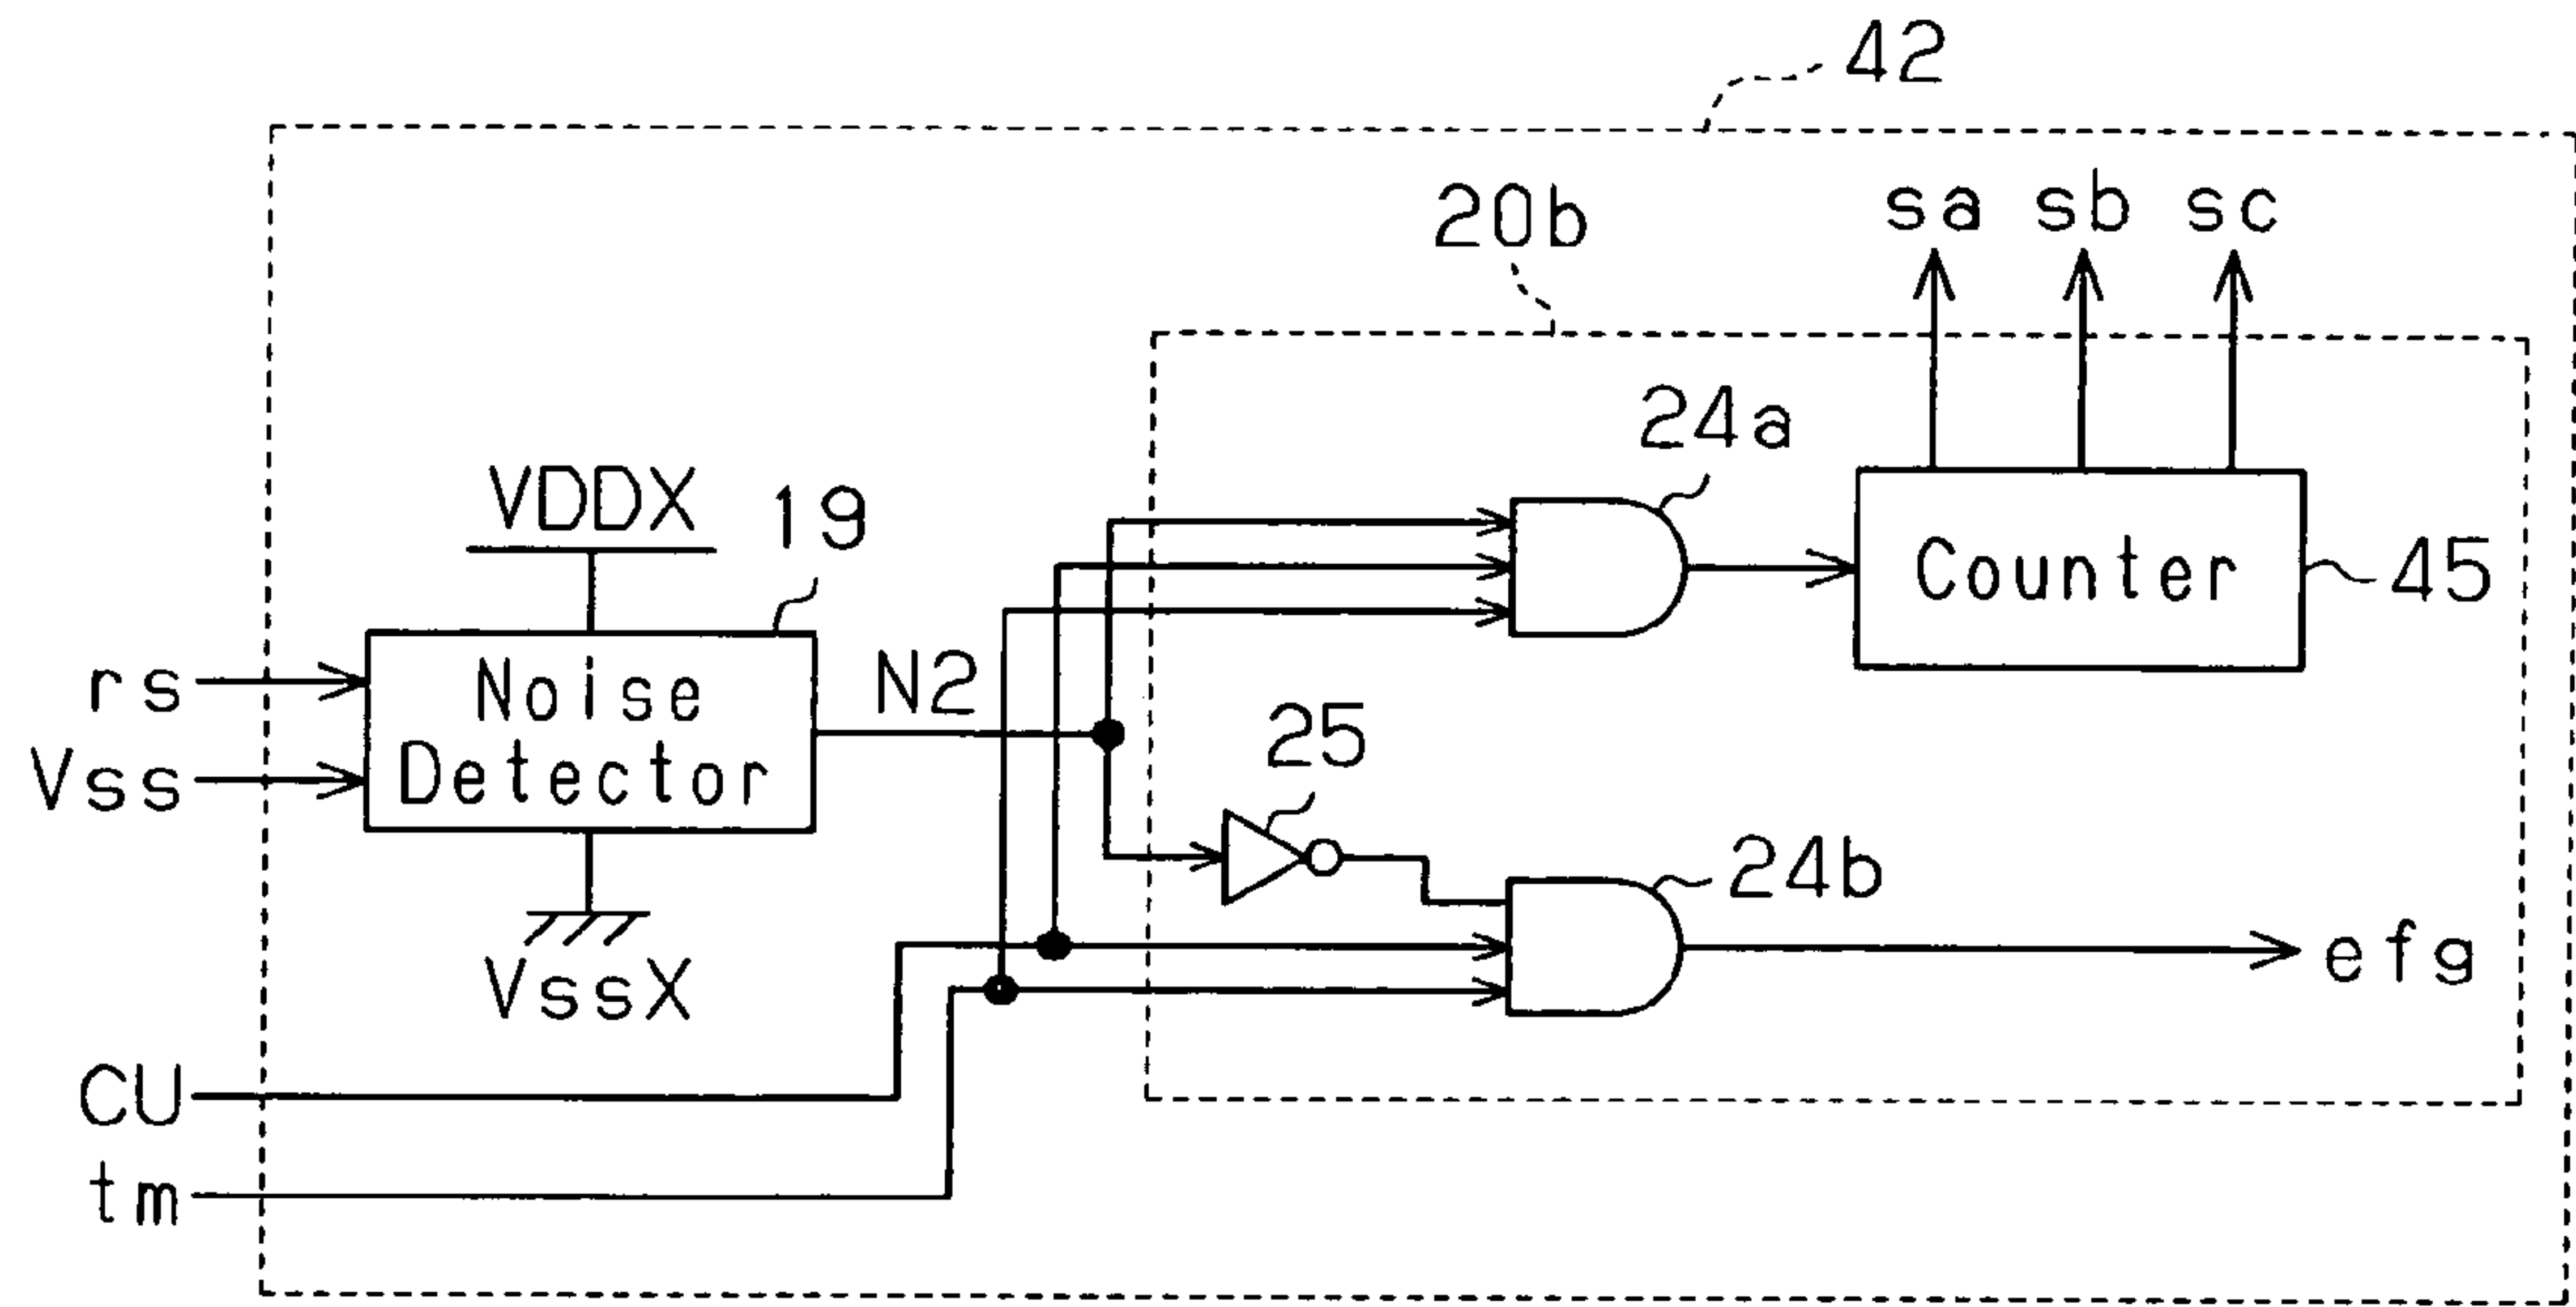 42
20b
sa sb sc
24a
VDDX
19
Counter
45
rs
Noise
Detector
N2
Vss
25
24b
VssX
efg
CU
tm